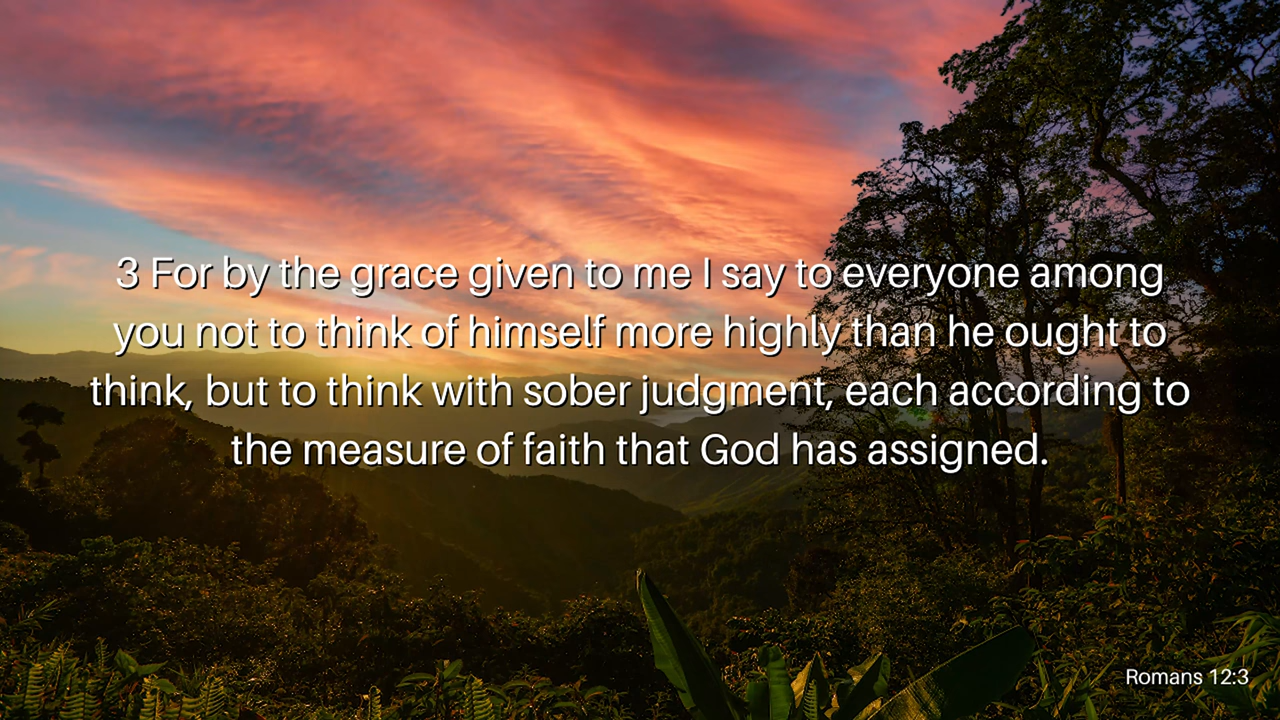 3 For by the grace given to me I say to everyone among
you not to think of himself more highly than he ought to
think, but to think with sober judgment, each according to
the measure of faith that God has assigned.
Romans 12:3